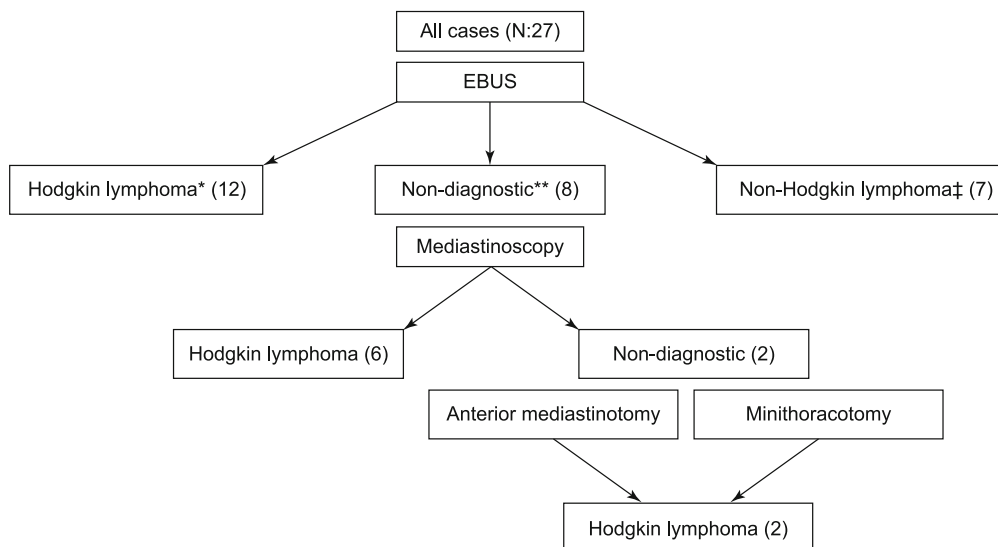 All cases (N:27)
EBUS
Hodgkin lymphoma* (12)
Non-diagnostic** (8)
Non-Hodgkin lymphoma‡ (7)
Mediastinoscopy
Hodgkin lymphoma (6)
Non-diagnostic (2)
Anterior mediastinotomy
Minithoracotomy
Hodgkin lymphoma (2)